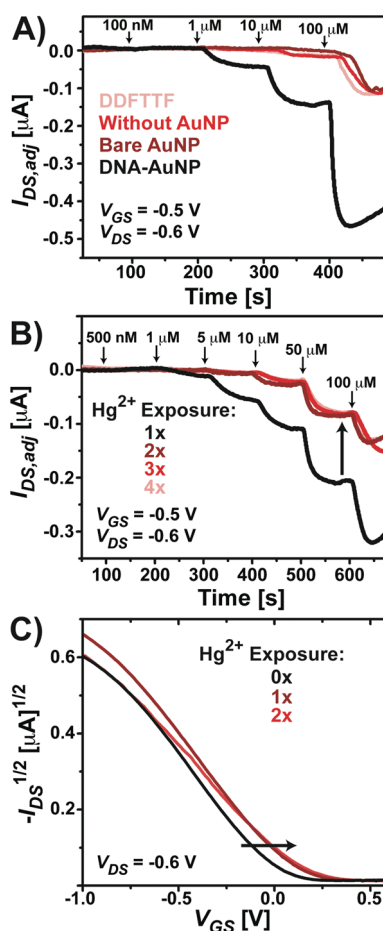 A)
100 nM 1 μM 10 μM 100 μM
0.0
-0.1
-0.2
-0.3
-0.4
-0.5
I_DS,adj [μA]
DDFTTF
Without AuNP
Bare AuNP
DNA-AuNP
V_GS = -0.5 V
V_DS = -0.6 V
100 200 300 400
Time [s]
B)
500 nM 1 μM 5 μM 10 μM 50 μM 100 μM
0.0
-0.1
-0.2
-0.3
I_DS,adj [μA]
Hg²⁺ Exposure:
1x
2x
3x
4x
V_GS = -0.5 V
V_DS = -0.6 V
100 200 300 400 500 600
Time [s]
C)
0.6
0.4
0.2
-I_DS^1/2 [μA]^1/2
Hg²⁺ Exposure:
0x
1x
2x
V_DS = -0.6 V
-1.0 -0.5 0.0 0.5
V_GS [V]